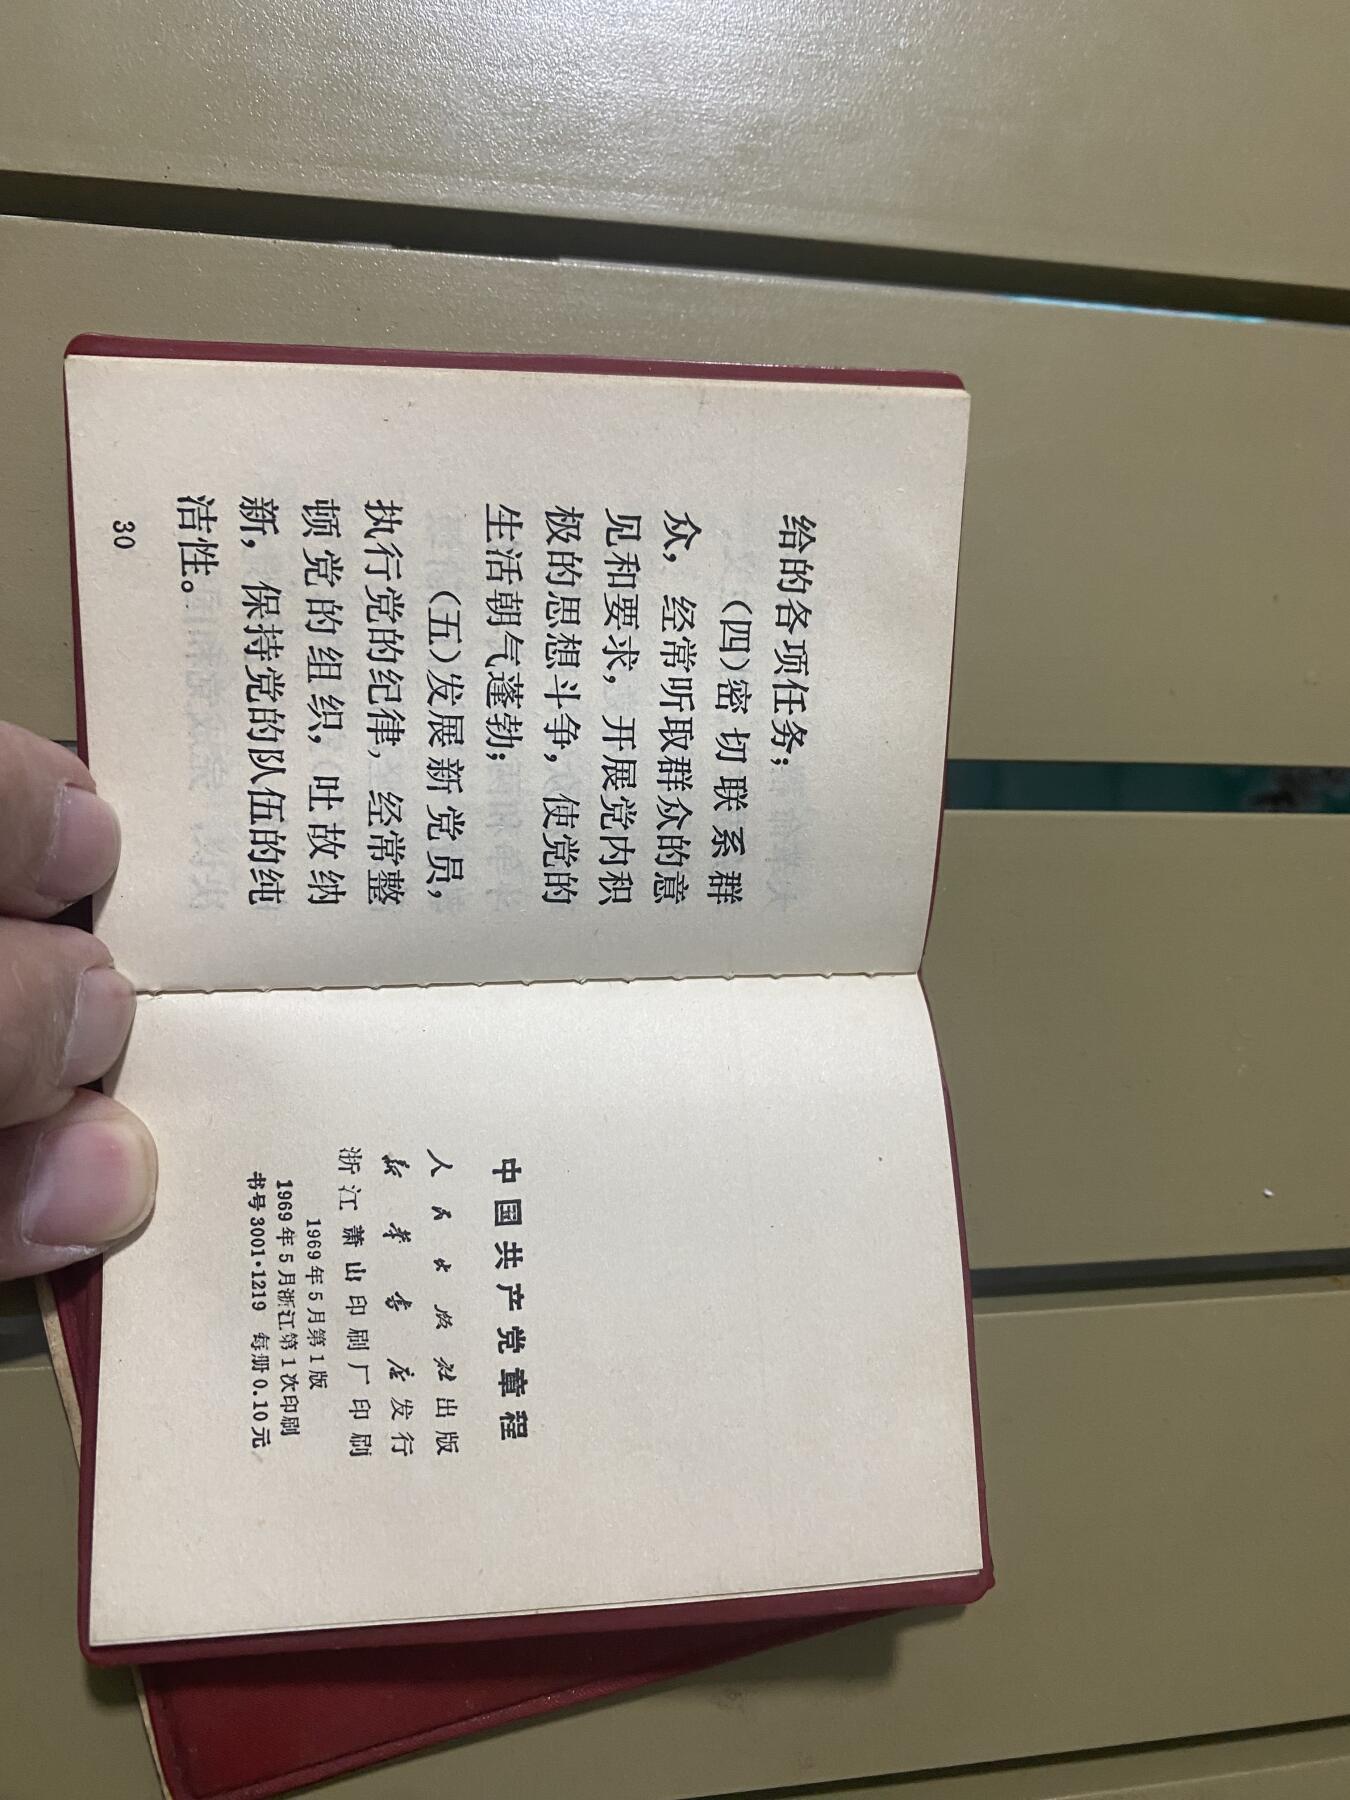 给的各项任务；
（四）密切联系群
众，经常听取群众的意
见和要求，开展党内积
极的思想斗争，使党的
生活朝气蓬勃；
（五）发展新党员，
执行党的纪律，经常整
顿党的组织，吐故纳
新，保持党的队伍的纯
洁性。
30
中国共产党章程
人民出版社出版
新华书店发行
浙江萧山印刷厂印刷
1969年5月第1版
1969年5月浙江第1次印刷
书号3001·1219 每册0.10元